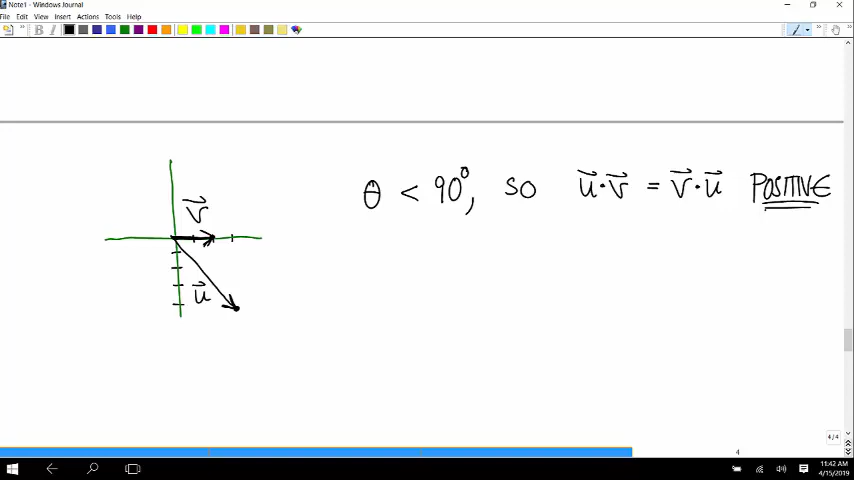 Note1 - Windows Journal
File Edit View Insert Actions Tools Help
B I
θ < 90°, so u⃗·v⃗ = v⃗·u⃗ POSITIVE
v⃗
u⃗
4/4
4
11:42 AM
4/15/2019